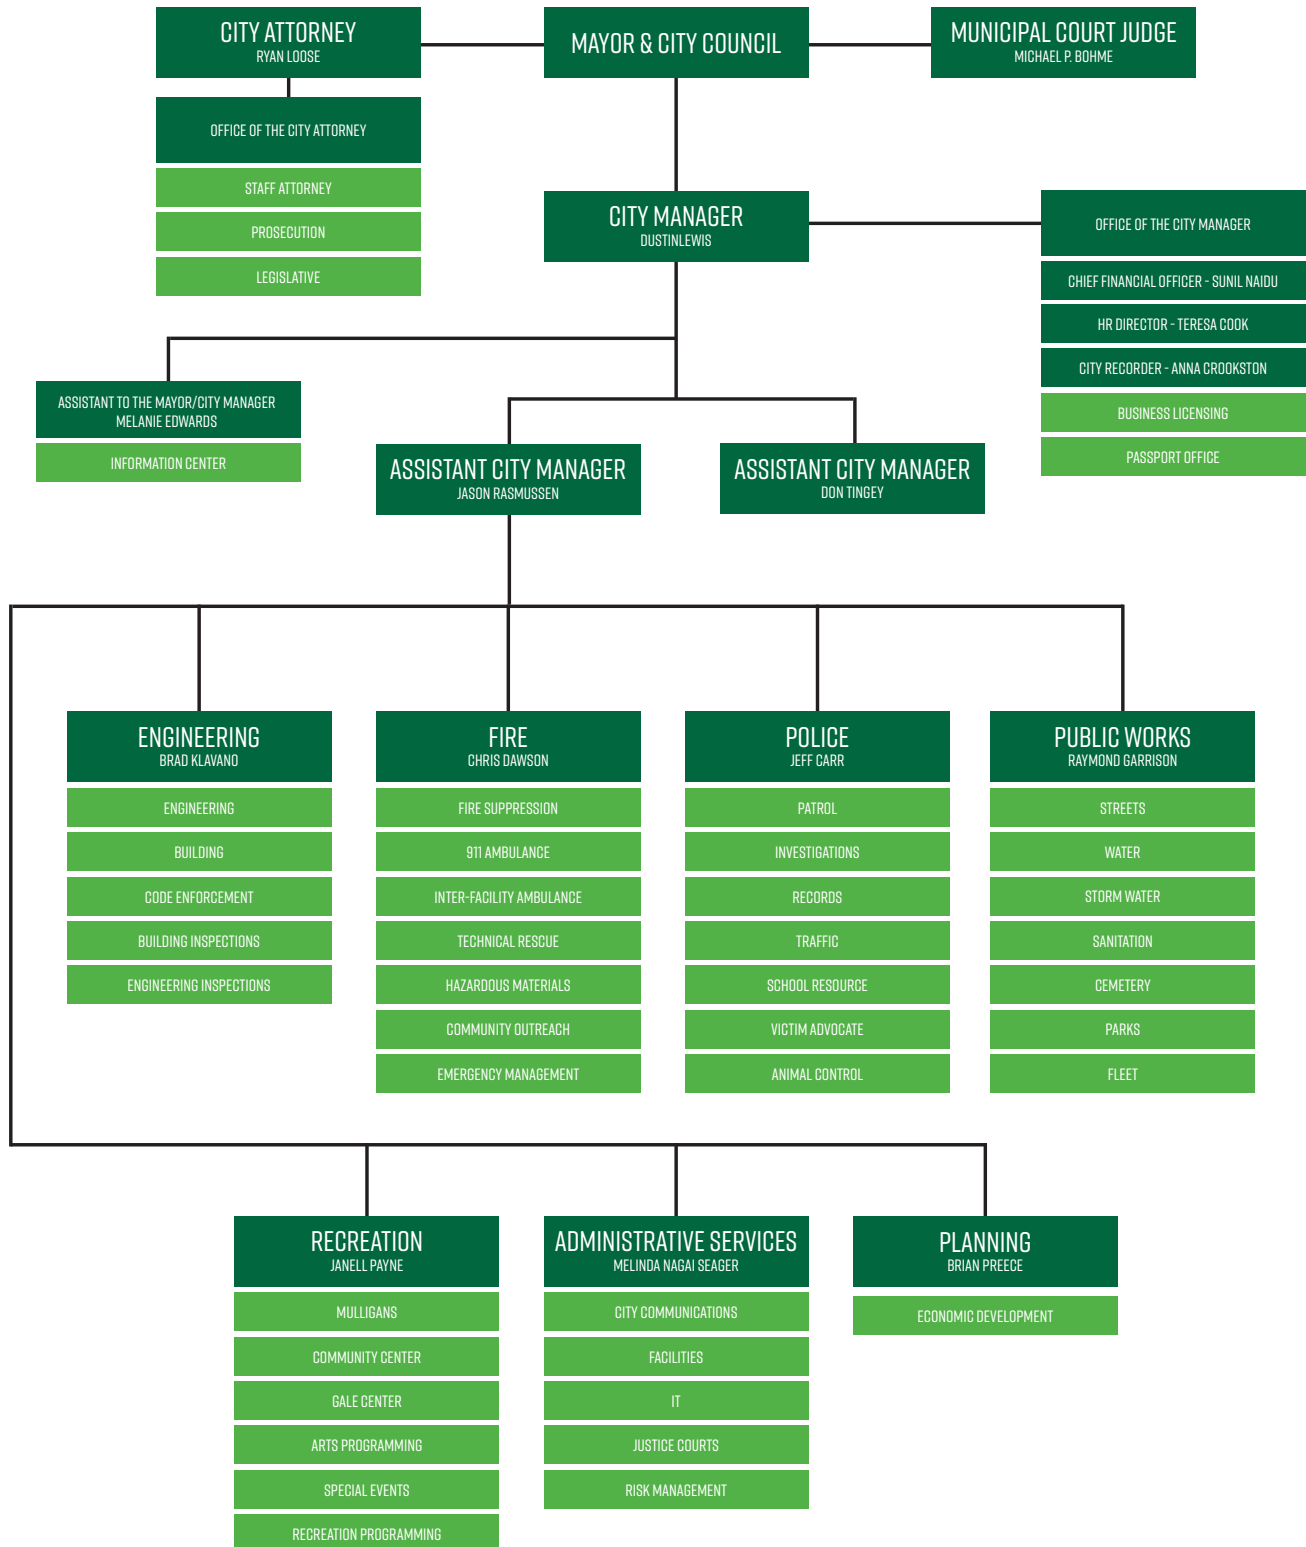 CITY ATTORNEY
RYAN LOOSE
MAYOR & CITY COUNCIL
MUNICIPAL COURT JUDGE
MICHAEL P. BOHME
OFFICE OF THE CITY ATTORNEY
STAFF ATTORNEY
PROSECUTION
LEGISLATIVE
CITY MANAGER
DUSTINLEWIS
OFFICE OF THE CITY MANAGER
CHIEF FINANCIAL OFFICER - SUNIL NAIDU
HR DIRECTOR - TERESA COOK
CITY RECORDER - ANNA CROOKSTON
BUSINESS LICENSING
PASSPORT OFFICE
ASSISTANT TO THE MAYOR/CITY MANAGER
MELANIE EDWARDS
INFORMATION CENTER
ASSISTANT CITY MANAGER
JASON RASMUSSEN
ASSISTANT CITY MANAGER
DON TINGEY
ENGINEERING
BRAD KLAVANO
ENGINEERING
BUILDING
CODE ENFORCEMENT
BUILDING INSPECTIONS
ENGINEERING INSPECTIONS
FIRE
CHRIS DAWSON
FIRE SUPPRESSION
911 AMBULANCE
INTER-FACILITY AMBULANCE
TECHNICAL RESCUE
HAZARDOUS MATERIALS
COMMUNITY OUTREACH
EMERGENCY MANAGEMENT
POLICE
JEFF CARR
PATROL
INVESTIGATIONS
RECORDS
TRAFFIC
SCHOOL RESOURCE
VICTIM ADVOCATE
ANIMAL CONTROL
PUBLIC WORKS
RAYMOND GARRISON
STREETS
WATER
STORM WATER
SANITATION
CEMETERY
PARKS
FLEET
RECREATION
JANELL PAYNE
MULLIGANS
COMMUNITY CENTER
GALE CENTER
ARTS PROGRAMMING
SPECIAL EVENTS
RECREATION PROGRAMMING
ADMINISTRATIVE SERVICES
MELINDA NAGAI SEAGER
CITY COMMUNICATIONS
FACILITIES
IT
JUSTICE COURTS
RISK MANAGEMENT
PLANNING
BRIAN PREECE
ECONOMIC DEVELOPMENT